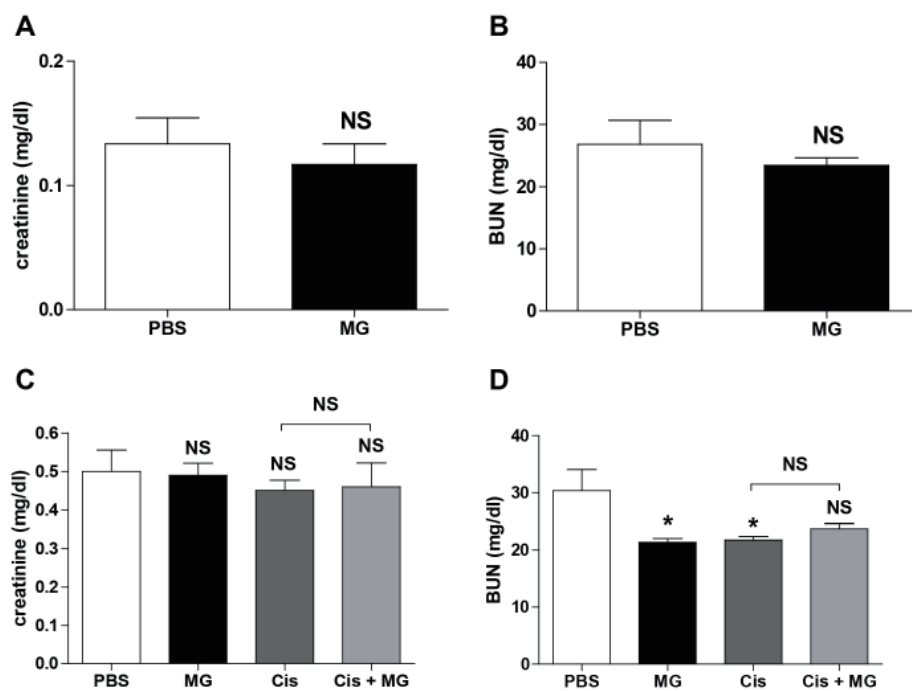 A
creatinine (mg/dl)
0.2
0.1
0.0
NS
PBS
MG
B
BUN (mg/dl)
40
30
20
10
0
NS
PBS
MG
C
creatinine (mg/dl)
0.6
0.5
0.4
0.3
0.2
0.1
0.0
NS
NS
NS
NS
PBS
MG
Cis
Cis + MG
D
BUN (mg/dl)
40
30
20
10
0
NS
*
*
NS
PBS
MG
Cis
Cis + MG